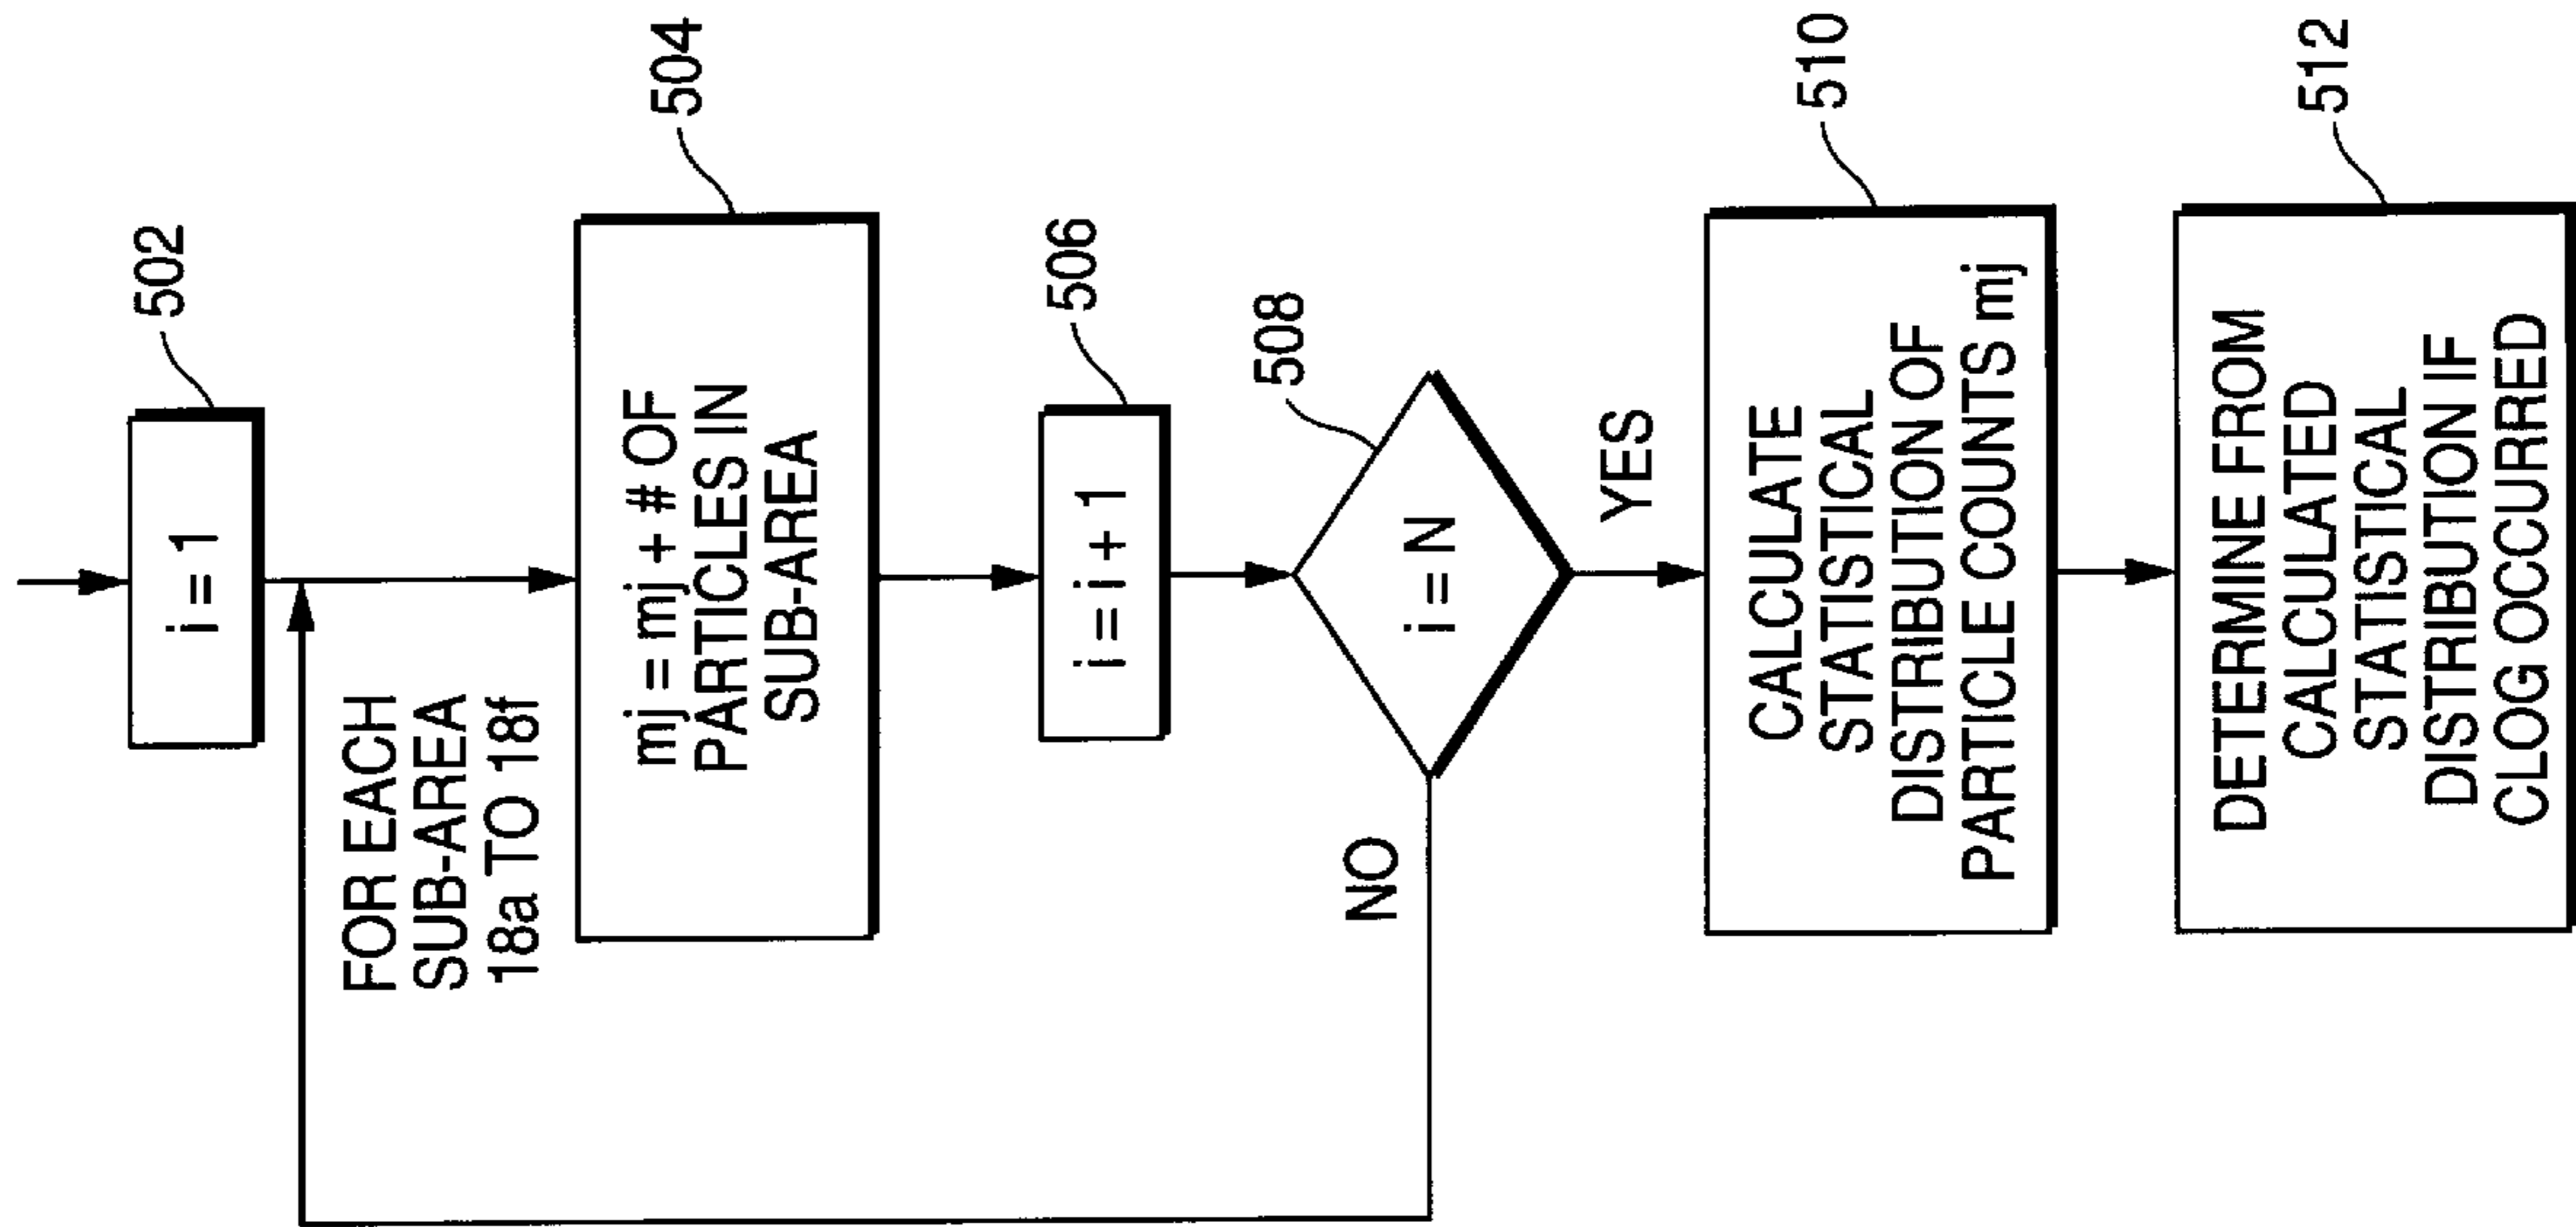 502
i = 1
FOR EACH
SUB-AREA
18a TO 18f
504
mj = mj + # OF
PARTICLES IN
SUB-AREA
506
i = i + 1
508
i = N
NO
YES
510
CALCULATE
STATISTICAL
DISTRIBUTION OF
PARTICLE COUNTS mj
512
DETERMINE FROM
CALCULATED
STATISTICAL
DISTRIBUTION IF
CLOG OCCURRED